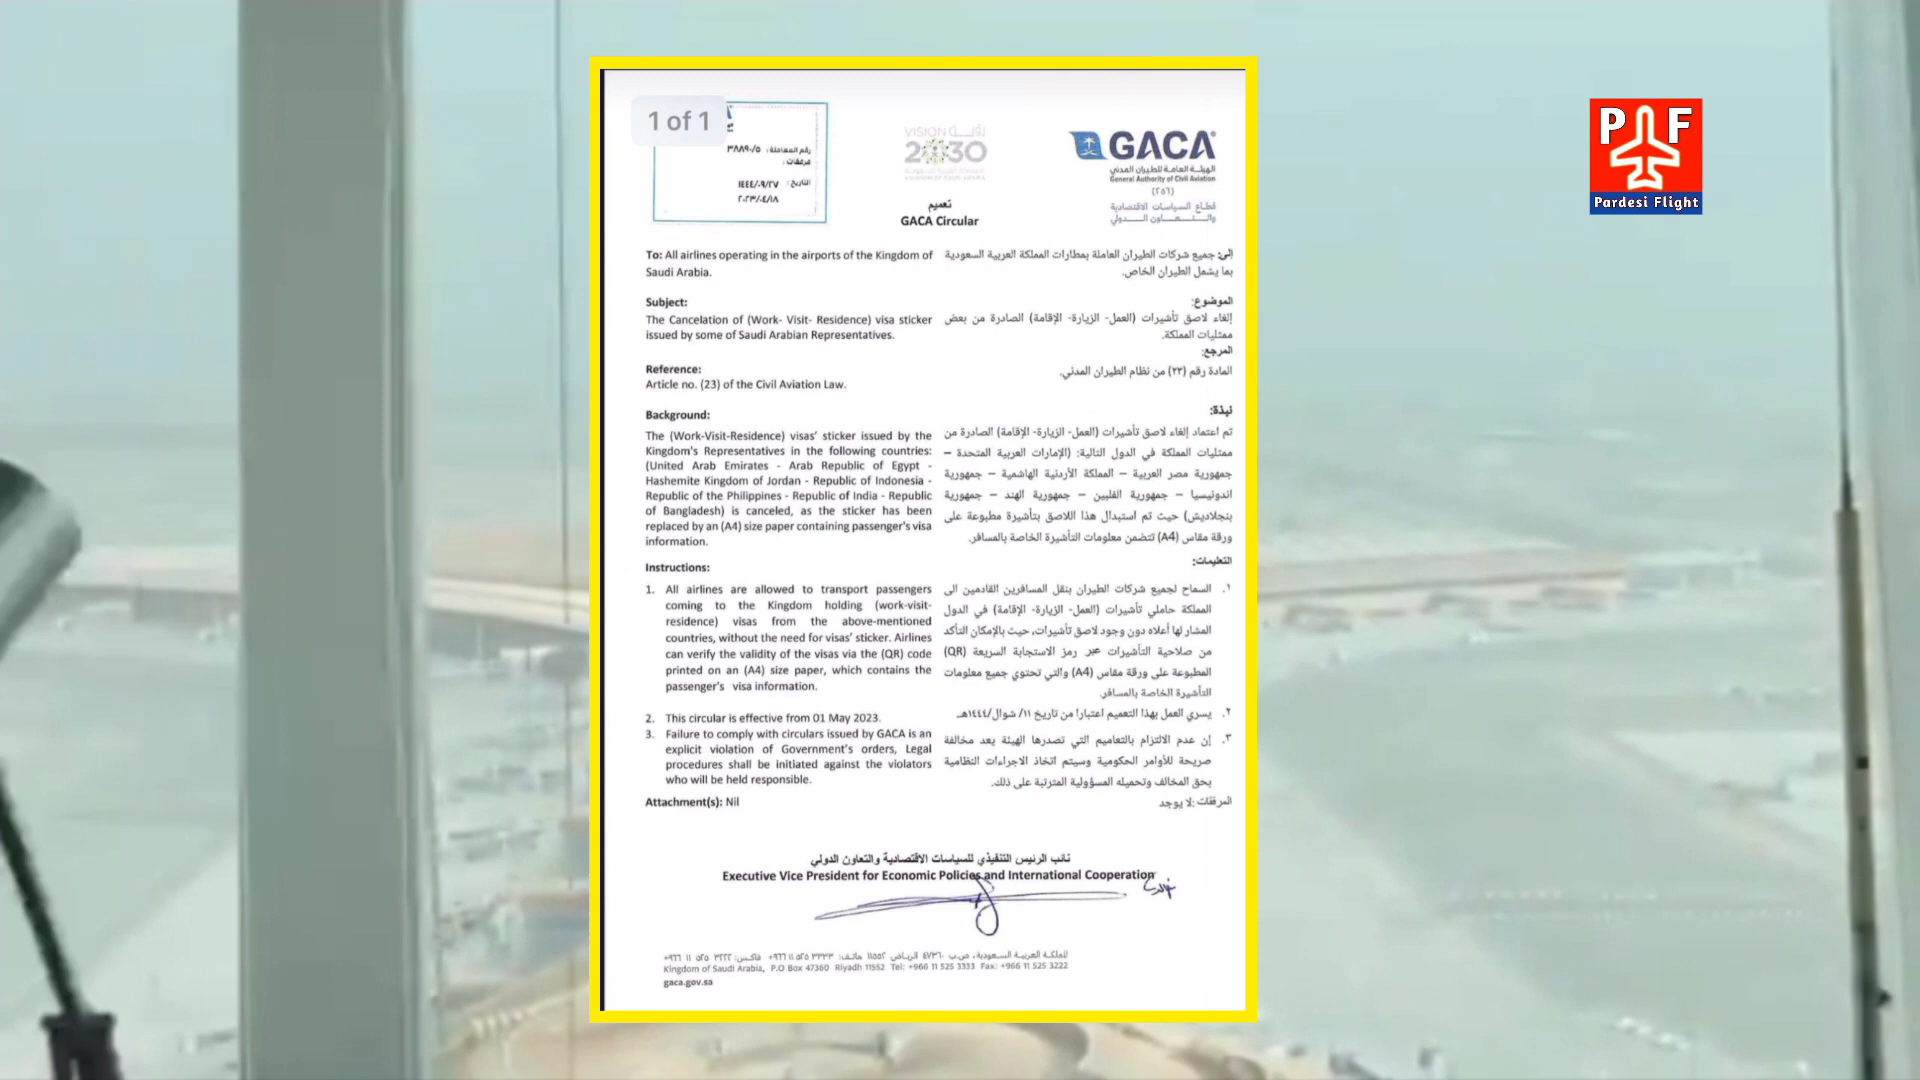 1 of 1
رقم المعاملة: ٣٨٨٩٠/٥
مرفقات:
التاريخ: ١٤٤٤/٠٩/٢٧
٢٠٢٣/٠٤/١٨
VISION رؤيــة
2030
GACA
الهيئة العامة للطيران المدني
General Authority of Civil Aviation
(٢٥٦)
قطـاع السياسات الاقتصادية
والتـــعـــاون الـــدولي
تعميم
GACA Circular
P F
Pardesi Flight
To: All airlines operating in the airports of the Kingdom of
Saudi Arabia.
Subject:
The Cancelation of (Work- Visit- Residence) visa sticker
issued by some of Saudi Arabian Representatives.
Reference:
Article no. (23) of the Civil Aviation Law.
Background:
The (Work-Visit-Residence) visas’ sticker issued by the
Kingdom's Representatives in the following countries:
(United Arab Emirates - Arab Republic of Egypt -
Hashemite Kingdom of Jordan - Republic of Indonesia -
Republic of the Philippines - Republic of India - Republic
of Bangladesh) is canceled, as the sticker has been
replaced by an (A4) size paper containing passenger's visa
information.
Instructions:
1. All airlines are allowed to transport passengers
coming to the Kingdom holding (work-visit-
residence) visas from the above-mentioned
countries, without the need for visas’ sticker. Airlines
can verify the validity of the visas via the (QR) code
printed on an (A4) size paper, which contains the
passenger's visa information.
2. This circular is effective from 01 May 2023.
3. Failure to comply with circulars issued by GACA is an
explicit violation of Government's orders, Legal
procedures shall be initiated against the violators
who will be held responsible.
Attachment(s): Nil
إلى: جميع شركات الطيران العاملة بمطارات المملكة العربية السعودية
بما يشمل الطيران الخاص.
الموضوع:
إلغاء لاصق تأشيرات (العمل- الزيارة- الإقامة) الصادرة من بعض
ممثليات المملكة.
المرجع:
المادة رقم (٢٣) من نظام الطيران المدني.
نبذة:
تم اعتماد إلغاء لاصق تأشيرات (العمل- الزيارة- الإقامة) الصادرة من
ممثليات المملكة في الدول التالية: (الإمارات العربية المتحدة –
جمهورية مصر العربية – المملكة الأردنية الهاشمية – جمهورية
اندونيسيا – جمهورية الفلبين – جمهورية الهند – جمهورية
بنجلاديش) حيث تم استبدال هذا اللاصق بتأشيرة مطبوعة على
ورقة مقاس (A4) تتضمن معلومات التأشيرة الخاصة بالمسافر.
التعليمات:
١. السماح لجميع شركات الطيران بنقل المسافرين القادمين الى
المملكة حاملي تأشيرات (العمل- الزيارة- الإقامة) في الدول
المشار لها أعلاه دون وجود لاصق تأشيرات، حيث بالإمكان التأكد
من صلاحية التأشيرات عبر رمز الاستجابة السريعة (QR)
المطبوعة على ورقة مقاس (A4) والتي تحتوي جميع معلومات
التأشيرة الخاصة بالمسافر.
٢. يسري العمل بهذا التعميم اعتبارا من تاريخ ١١/ شوال/١٤٤٤هـ.
٣. إن عدم الالتزام بالتعاميم التي تصدرها الهيئة يعد مخالفة
صريحة للأوامر الحكومية وسيتم اتخاذ الاجراءات النظامية
بحق المخالف وتحميله المسؤولية المترتبة على ذلك.
المرفقات: لا يوجد
نائب الرئيس التنفيذي للسياسات الاقتصادية والتعاون الدولي
Executive Vice President for Economic Policies and International Cooperation
المملكـة العربيـة السعوديـة، ص.ب ٤٧٣٦٠ الرياض ١١٥٥٢ هاتف: ٣٣٣٣ ٥٢٥ ١١ ٩٦٦+ فاكس: ٣٢٢٢ ٥٢٥ ١١ ٩٦٦+
Kingdom of Saudi Arabia, P.O Box 47360 Riyadh 11552 Tel: +966 11 525 3333 Fax: +966 11 525 3222
gaca.gov.sa